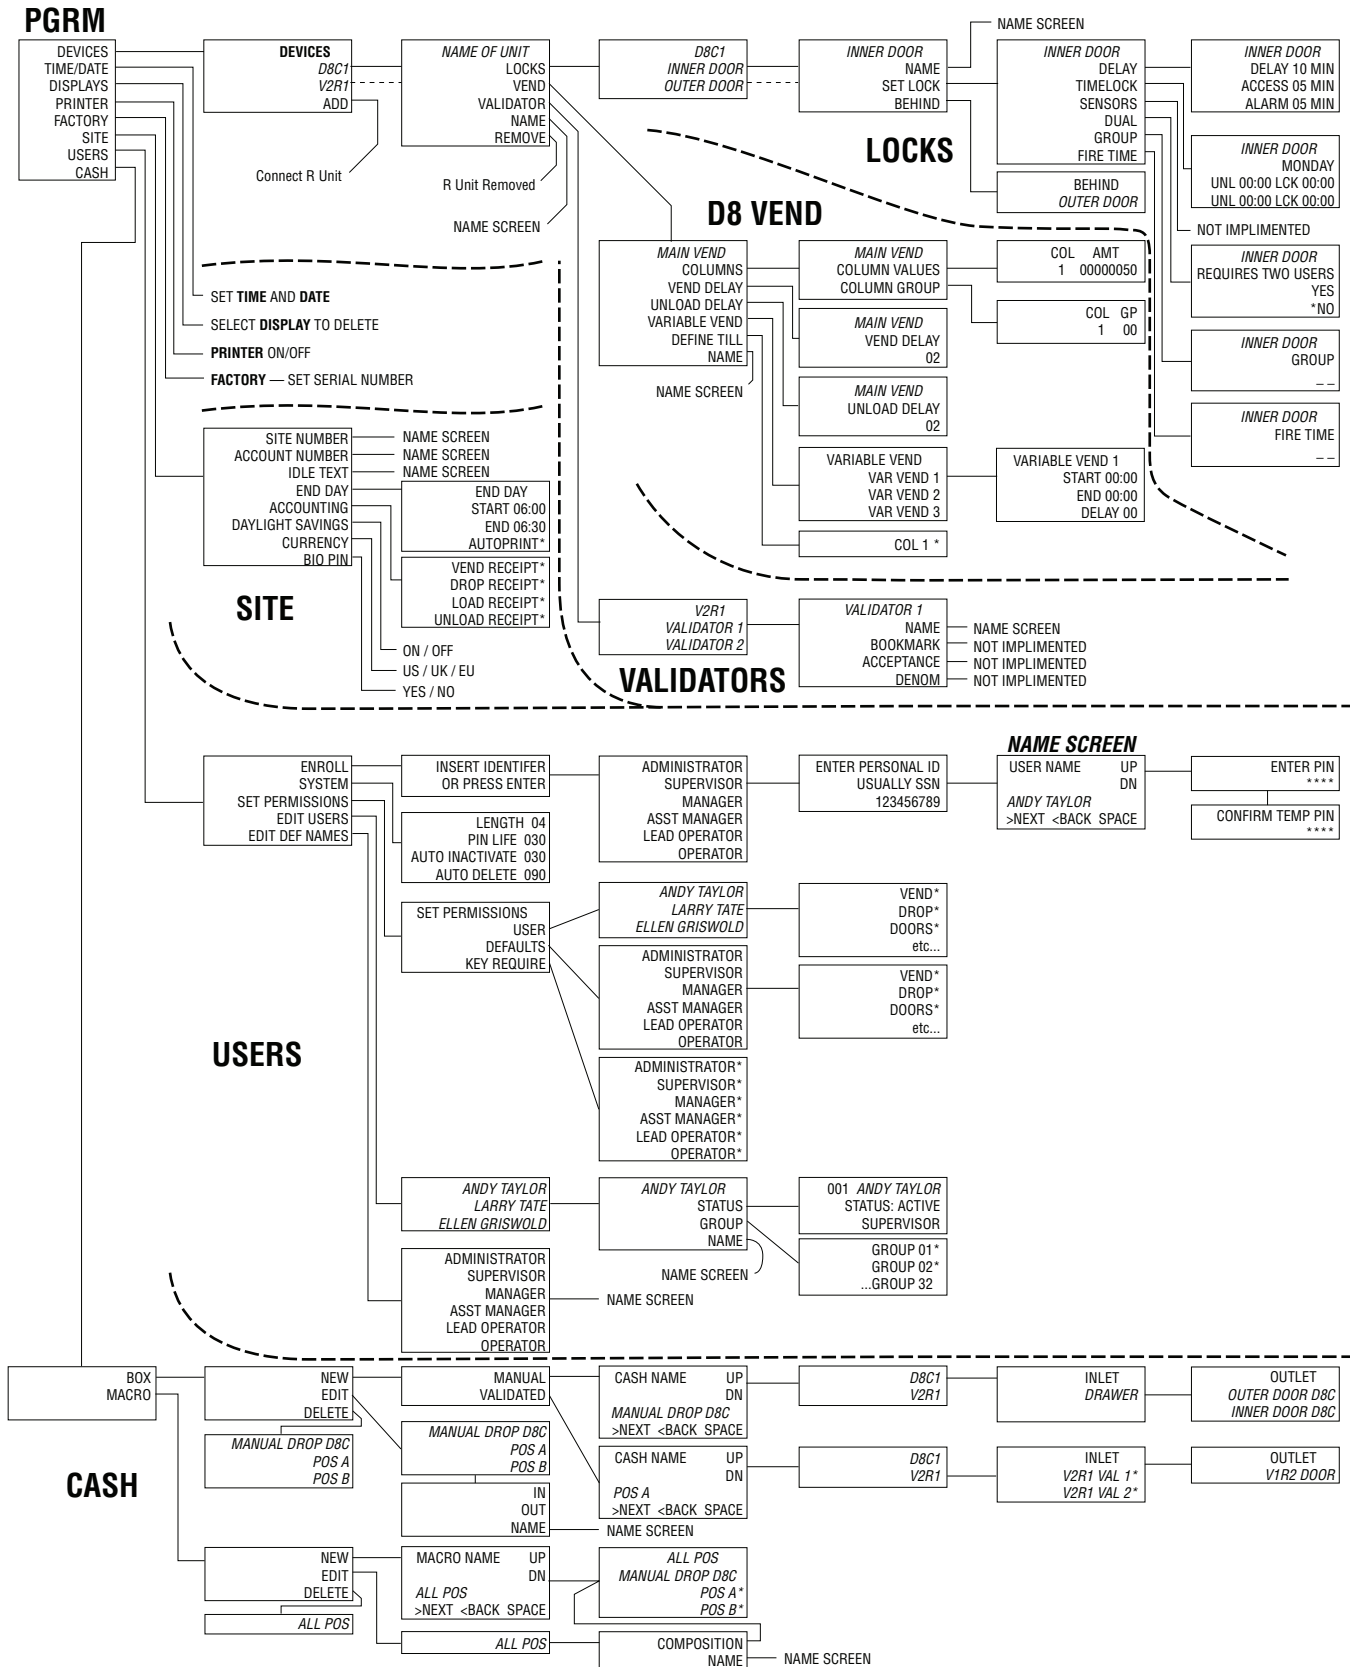 PGRM
DEVICES
TIME/DATE
DISPLAYS
PRINTER
FACTORY
SITE
USERS
CASH
DEVICES
D8C1
V2R1
ADD
Connect R Unit
NAME OF UNIT
LOCKS
VEND
VALIDATOR
NAME
REMOVE
R Unit Removed
NAME SCREEN
D8C1
INNER DOOR
OUTER DOOR
INNER DOOR
NAME
SET LOCK
BEHIND
NAME SCREEN
INNER DOOR
DELAY
TIMELOCK
SENSORS
DUAL
GROUP
FIRE TIME
BEHIND
OUTER DOOR
INNER DOOR
DELAY 10 MIN
ACCESS 05 MIN
ALARM 05 MIN
INNER DOOR
MONDAY
UNL 00:00 LCK 00:00
UNL 00:00 LCK 00:00
NOT IMPLIMENTED
INNER DOOR
REQUIRES TWO USERS
YES
*NO
INNER DOOR
GROUP
_ _
INNER DOOR
FIRE TIME
_ _
LOCKS
D8 VEND
MAIN VEND
COLUMNS
VEND DELAY
UNLOAD DELAY
VARIABLE VEND
DEFINE TILL
NAME
NAME SCREEN
MAIN VEND
COLUMN VALUES
COLUMN GROUP
COL AMT
1 00000050
COL GP
1 00
MAIN VEND
VEND DELAY
02
MAIN VEND
UNLOAD DELAY
02
VARIABLE VEND
VAR VEND 1
VAR VEND 2
VAR VEND 3
VARIABLE VEND 1
START 00:00
END 00:00
DELAY 00
COL 1 *
SET TIME AND DATE
SELECT DISPLAY TO DELETE
PRINTER ON/OFF
FACTORY — SET SERIAL NUMBER
SITE NUMBER
ACCOUNT NUMBER
IDLE TEXT
END DAY
ACCOUNTING
DAYLIGHT SAVINGS
CURRENCY
BIO PIN
NAME SCREEN
NAME SCREEN
NAME SCREEN
END DAY
START 06:00
END 06:30
AUTOPRINT*
VEND RECEIPT*
DROP RECEIPT*
LOAD RECEIPT*
UNLOAD RECEIPT*
ON / OFF
US / UK / EU
YES / NO
SITE
V2R1
VALIDATOR 1
VALIDATOR 2
VALIDATOR 1
NAME
BOOKMARK
ACCEPTANCE
DENOM
NAME SCREEN
NOT IMPLIMENTED
NOT IMPLIMENTED
NOT IMPLIMENTED
VALIDATORS
ENROLL
SYSTEM
SET PERMISSIONS
EDIT USERS
EDIT DEF NAMES
INSERT IDENTIFER
OR PRESS ENTER
LENGTH 04
PIN LIFE 030
AUTO INACTIVATE 030
AUTO DELETE 090
SET PERMISSIONS
USER
DEFAULTS
KEY REQUIRE
ADMINISTRATOR
SUPERVISOR
MANAGER
ASST MANAGER
LEAD OPERATOR
OPERATOR
ENTER PERSONAL ID
USUALLY SSN
123456789
NAME SCREEN
USER NAME UP
DN
ANDY TAYLOR
>NEXT <BACK SPACE
ENTER PIN
****
CONFIRM TEMP PIN
****
ANDY TAYLOR
LARRY TATE
ELLEN GRISWOLD
VEND*
DROP*
DOORS*
etc...
ADMINISTRATOR
SUPERVISOR
MANAGER
ASST MANAGER
LEAD OPERATOR
OPERATOR
VEND*
DROP*
DOORS*
etc...
ADMINISTRATOR*
SUPERVISOR*
MANAGER*
ASST MANAGER*
LEAD OPERATOR*
OPERATOR*
USERS
ANDY TAYLOR
LARRY TATE
ELLEN GRISWOLD
ANDY TAYLOR
STATUS
GROUP
NAME
NAME SCREEN
001 ANDY TAYLOR
STATUS: ACTIVE
SUPERVISOR
GROUP 01*
GROUP 02*
...GROUP 32
ADMINISTRATOR
SUPERVISOR
MANAGER
ASST MANAGER
LEAD OPERATOR
OPERATOR
NAME SCREEN
BOX
MACRO
CASH
NEW
EDIT
DELETE
MANUAL DROP D8C
POS A
POS B
MANUAL
VALIDATED
MANUAL DROP D8C
POS A
POS B
IN
OUT
NAME
NAME SCREEN
CASH NAME UP
DN
MANUAL DROP D8C
>NEXT <BACK SPACE
D8C1
V2R1
INLET
DRAWER
OUTLET
OUTER DOOR D8C
INNER DOOR D8C
CASH NAME UP
DN
POS A
>NEXT <BACK SPACE
D8C1
V2R1
INLET
V2R1 VAL 1*
V2R1 VAL 2*
OUTLET
V1R2 DOOR
NEW
EDIT
DELETE
ALL POS
MACRO NAME UP
DN
ALL POS
>NEXT <BACK SPACE
ALL POS
MANUAL DROP D8C
POS A*
POS B*
ALL POS
COMPOSITION
NAME
NAME SCREEN